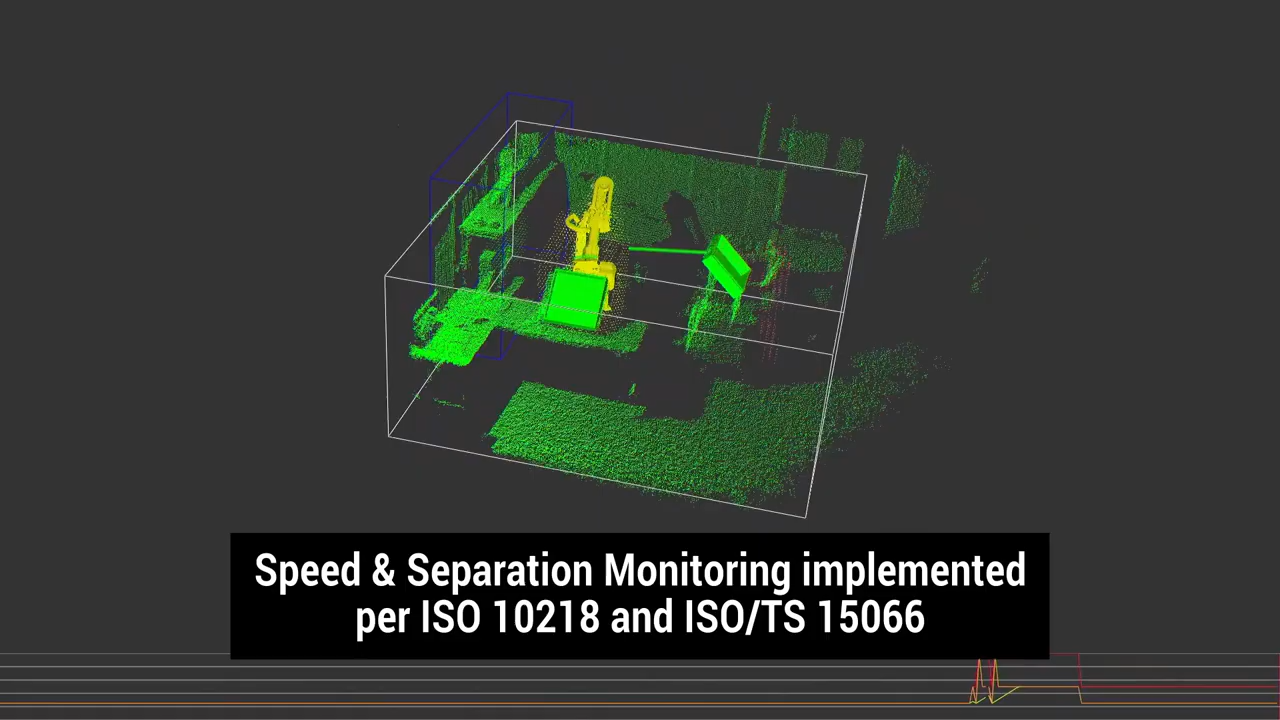 Speed & Separation Monitoring implemented
per ISO 10218 and ISO/TS 15066